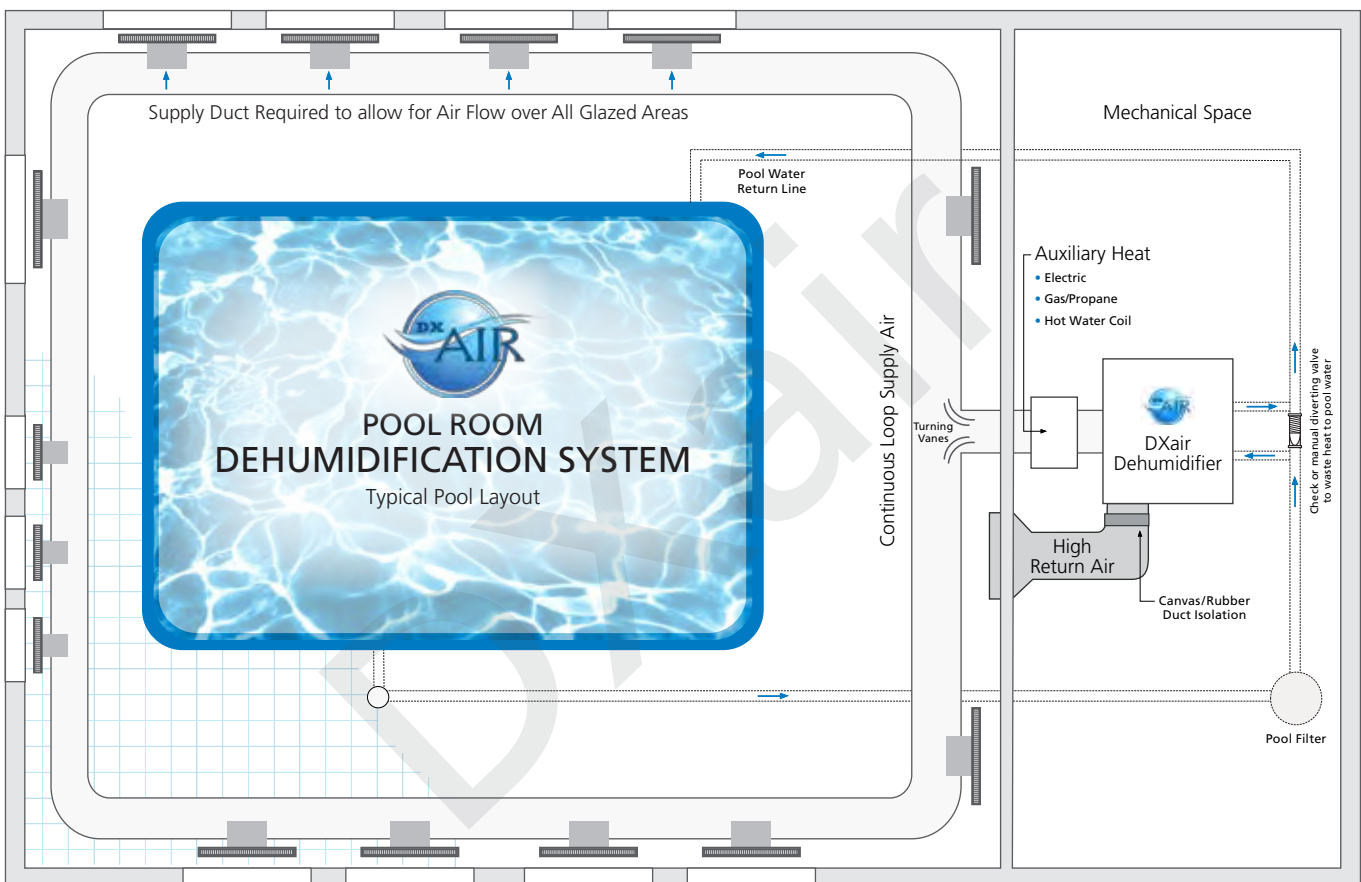 Supply Duct Required to allow for Air Flow over All Glazed Areas
Mechanical Space
Pool Water
Return Line
Auxiliary Heat
• Electric
• Gas/Propane
• Hot Water Coil
DX
AIR
POOL ROOM
DEHUMIDIFICATION SYSTEM
Typical Pool Layout
Continuous Loop Supply Air
Turning
Vanes
DX
AIR
DXair
Dehumidifier
Check or manual diverting valve
to waste heat to pool water
High
Return Air
Canvas/Rubber
Duct Isolation
Pool Filter
DXair